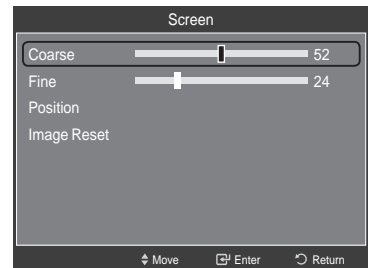 Screen
Coarse 52
Fine 24
Position
Image Reset
Move Enter Return